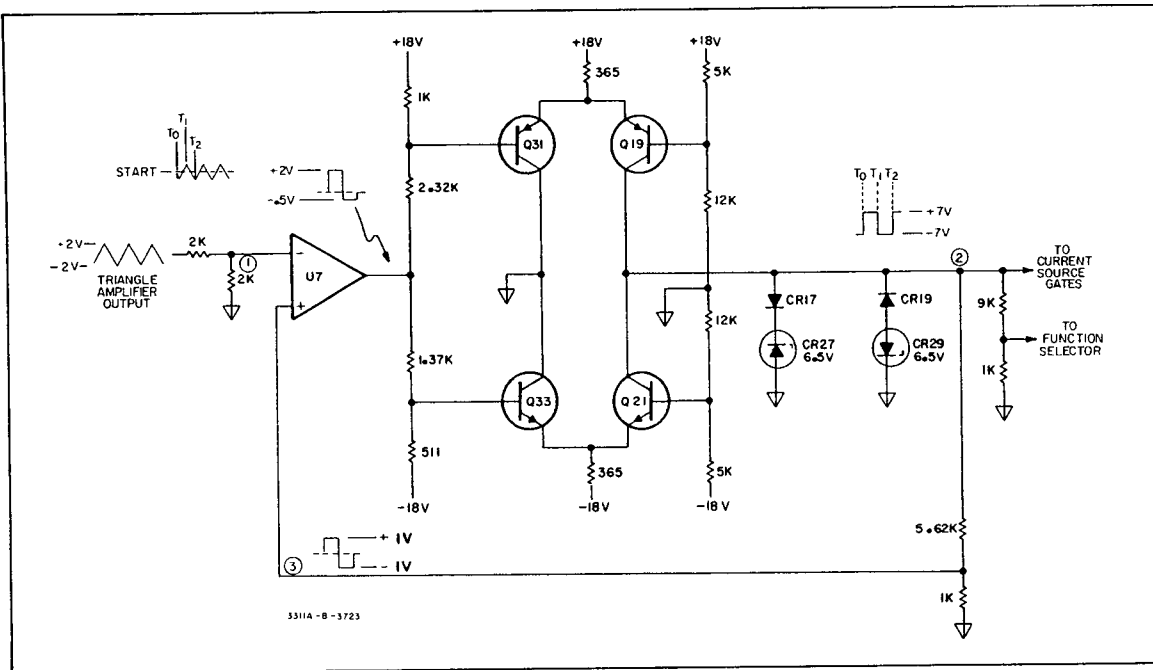 +18V
+18V
+18V
365
5K
1K
T0
T1
T2
START
Q31
Q19
+2V
-.5V
2.32K
12K
T0 T1 T2
+7V
-7V
+2V
-2V
2K
1
-
U7
+
TRIANGLE
AMPLIFIER
OUTPUT
2K
2
TO
CURRENT
SOURCE
GATES
CR17
CR19
9K
12K
CR27
6.5V
CR29
6.5V
TO
FUNCTION
SELECTOR
1K
1.37K
Q33
Q21
511
365
5K
-18V
-18V
-18V
5.62K
+ 1V
- 1V
3
1K
3311A-B-3723